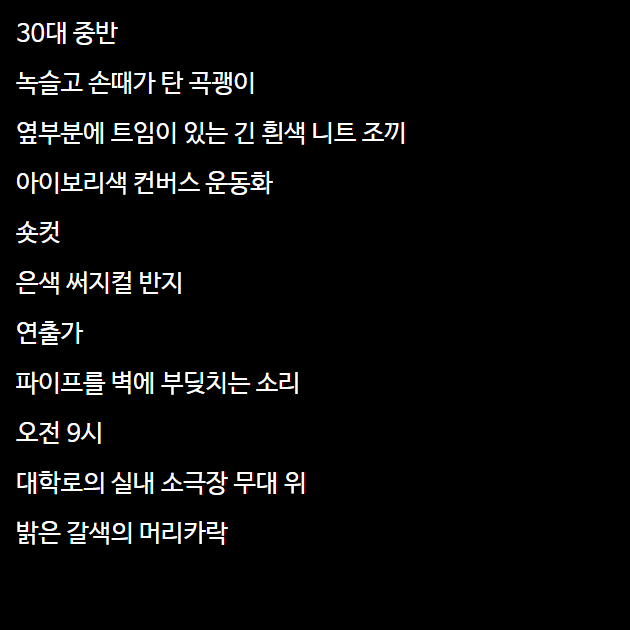 30대 중반
녹슬고 손때가 탄 곡괭이
옆부분에 트임이 있는 긴 흰색 니트 조끼
아이보리색 컨버스 운동화
숏컷
은색 써지컬 반지
연출가
파이프를 벽에 부딪치는 소리
오전 9시
대학로의 실내 소극장 무대 위
밝은 갈색의 머리카락